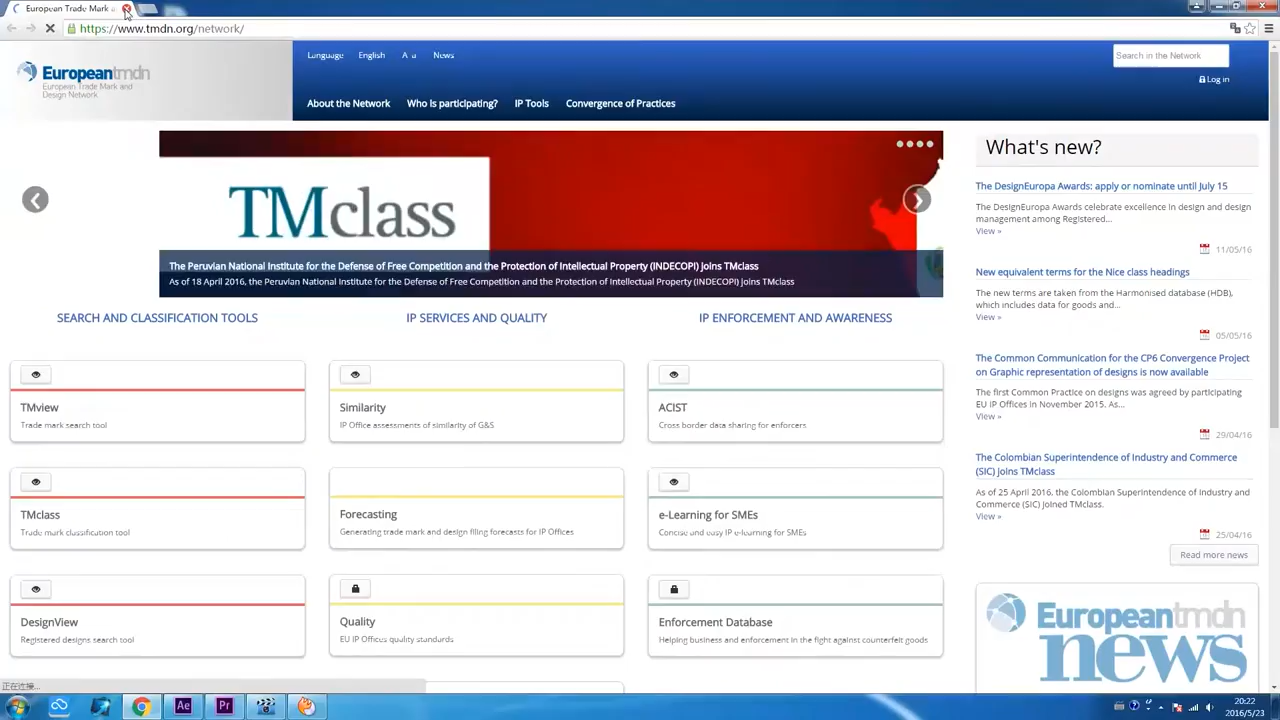 European Trade Mark a
https://www.tmdn.org/network/
Language English A a News
Search in the Network
Log in
Europeantmdn
European Trade Mark and
Design Network
About the Network Who is participating? IP Tools Convergence of Practices
What's new?
TMclass
The Peruvian National Institute for the Defense of Free Competition and the Protection of Intellectual Property (INDECOPI) joins TMclass
As of 18 April 2016, the Peruvian National Institute for the Defense of Free Competition and the Protection of Intellectual Property (INDECOPI) joins TMclass
SEARCH AND CLASSIFICATION TOOLS
TMview
Trade mark search tool
TMclass
Trade mark classification tool
DesignView
Registered designs search tool
IP SERVICES AND QUALITY
Similarity
IP Office assessments of similarity of G&S
Forecasting
Generating trade mark and design filing forecasts for IP Offices
Quality
EU IP Offices quality standards
IP ENFORCEMENT AND AWARENESS
ACIST
Cross border data sharing for enforcers
e-Learning for SMEs
Concise and easy IP e-learning for SMEs
Enforcement Database
Helping business and enforcement in the fight against counterfeit goods
The DesignEuropa Awards: apply or nominate until July 15
The DesignEuropa Awards celebrate excellence in design and design
management among Registered...
View »
11/05/16
New equivalent terms for the Nice class headings
The new terms are taken from the Harmonised database (HDB),
which includes data for goods and...
View »
05/05/16
The Common Communication for the CP6 Convergence Project
on Graphic representation of designs is now available
The first Common Practice on designs was agreed by participating
EU IP Offices in November 2015. As...
View »
29/04/16
The Colombian Superintendence of Industry and Commerce
(SIC) joins TMclass
As of 25 April 2016, the Colombian Superintendence of Industry and
Commerce (SIC) joined TMclass.
View »
25/04/16
Read more news
Europeantmdn
news
正在连接...
Ae
Pr
20:22
2016/5/23